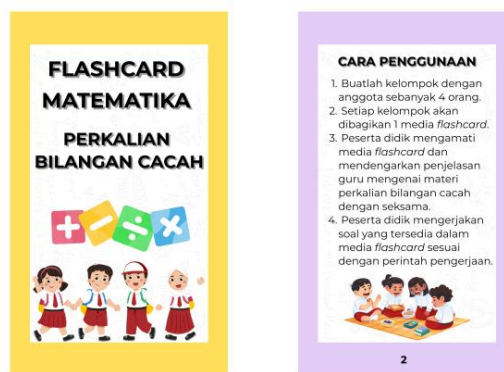 FLASHCARD
MATEMATIKA
PERKALIAN
BILANGAN CACAH
CARA PENGGUNAAN
1. Buatlah kelompok dengan
anggota sebanyak 4 orang.
2. Setiap kelompok akan
dibagikan 1 media flashcard.
3. Peserta didik mengamati
media flashcard dan
mendengarkan penjelasan
guru mengenai materi
perkalian bilangan cacah
dengan seksama.
4. Peserta didik mengerjakan
soal yang tersedia dalam
media flashcard sesuai
dengan perintah pengerjaan.
2